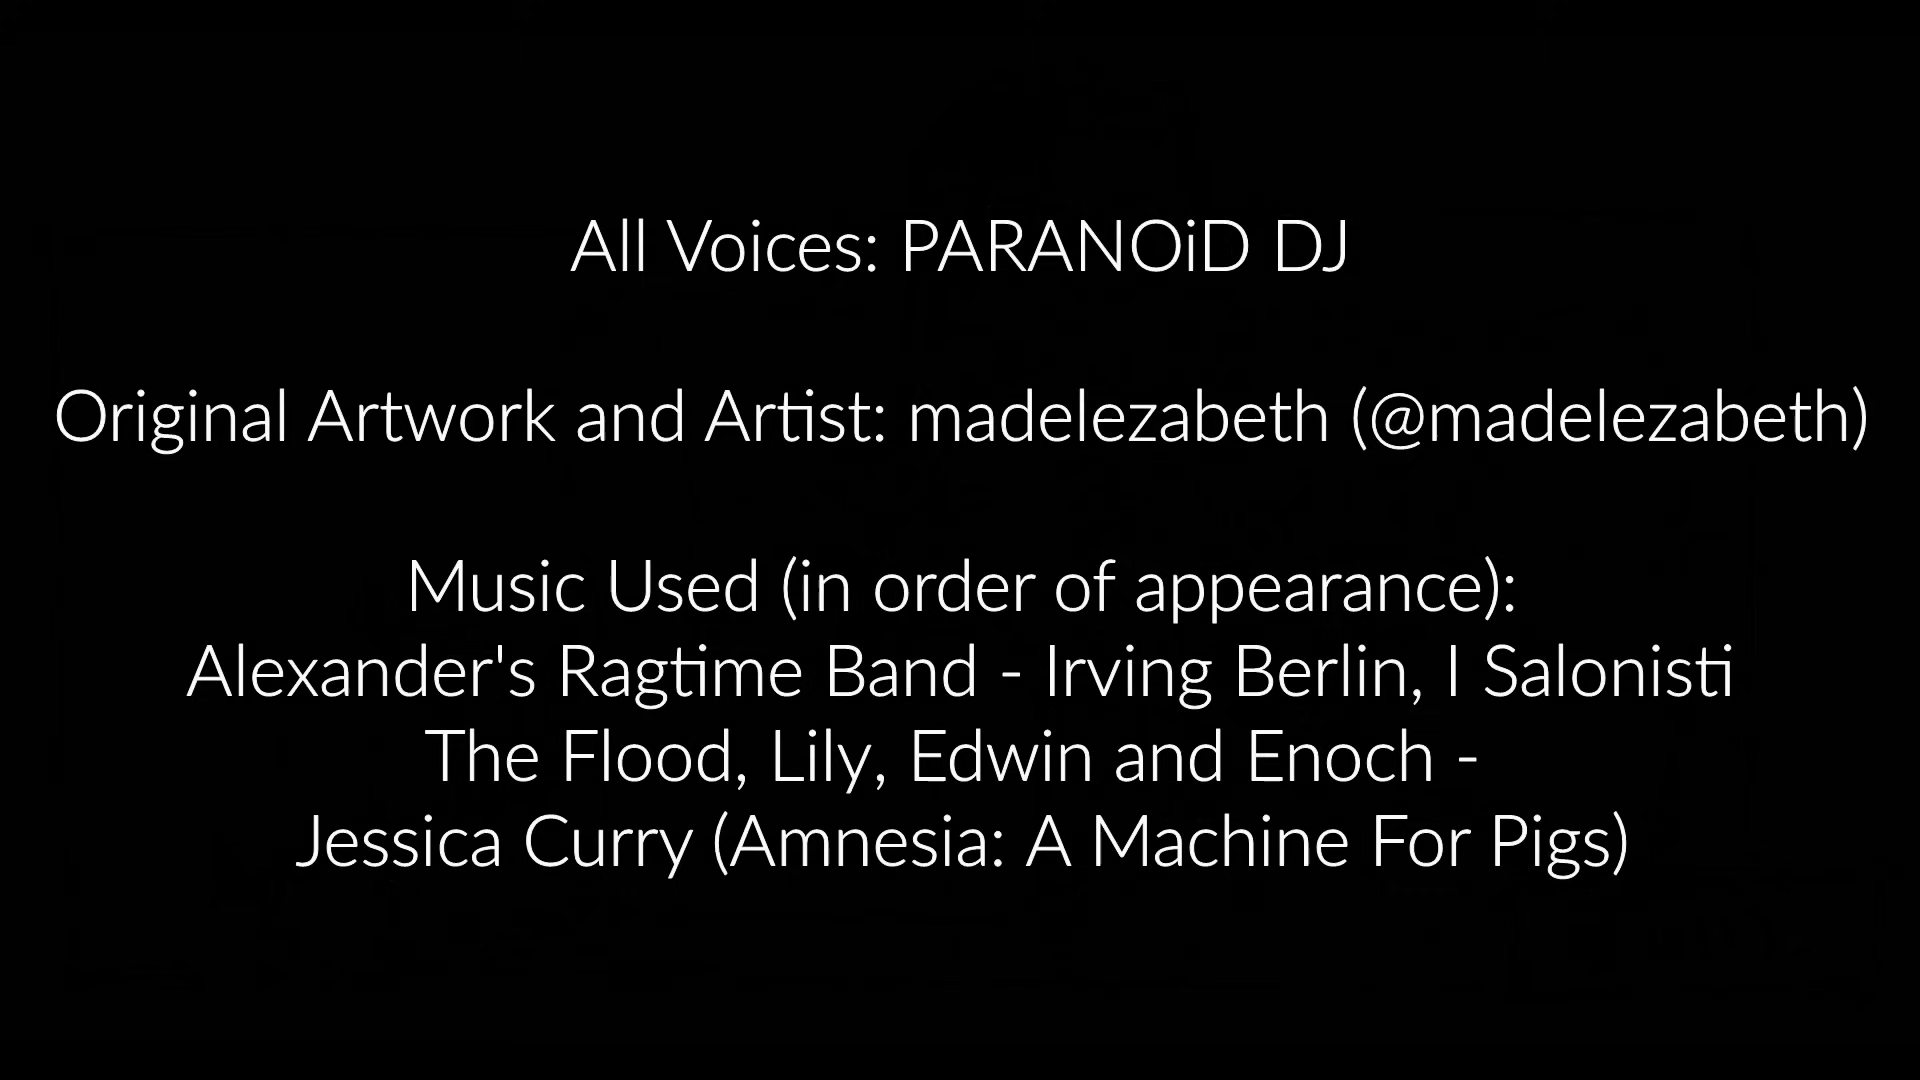 All Voices: PARANOiD DJ
Original Artwork and Artist: madelezabeth (@madelezabeth)
Music Used (in order of appearance):
Alexander's Ragtime Band - Irving Berlin, I Salonisti
The Flood, Lily, Edwin and Enoch -
Jessica Curry (Amnesia: A Machine For Pigs)